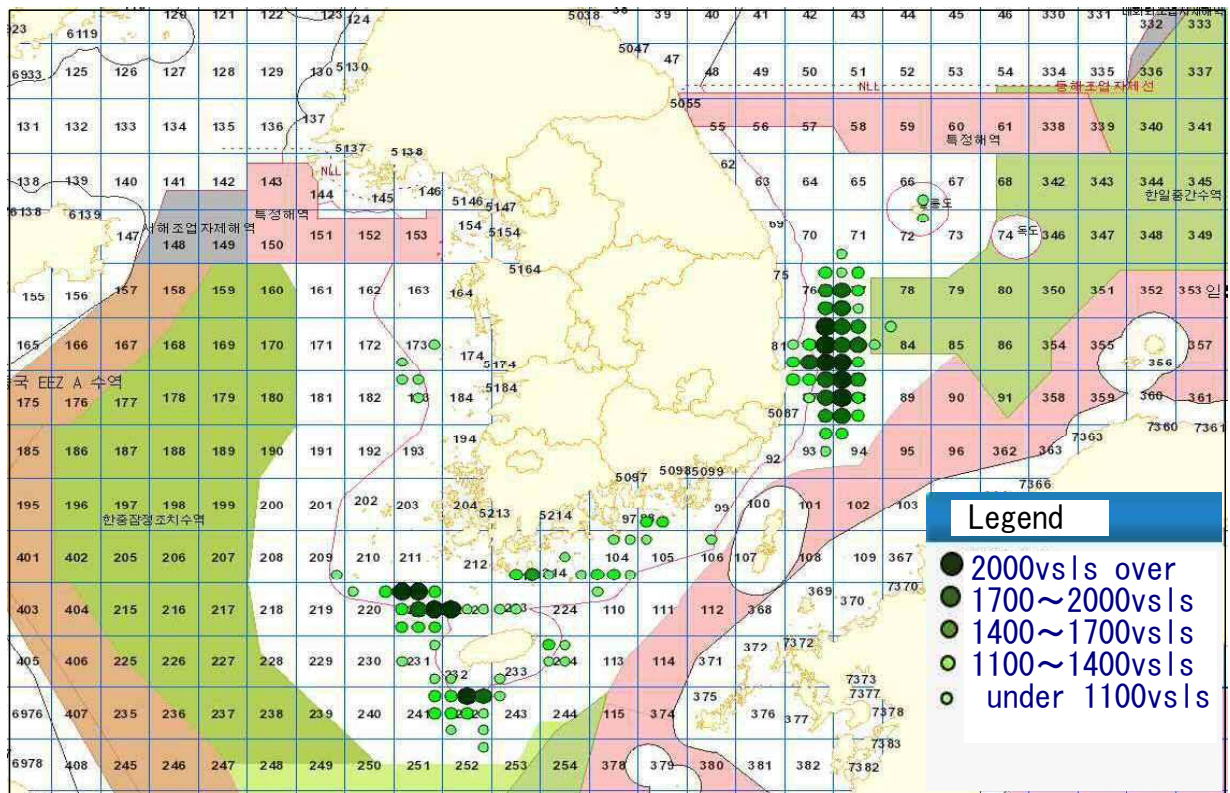 120 121 122 123 124 5038 38 39 40 41 42 43 44 45 46 330 331 332 333
923 6119 5047 47
6933 125 126 127 128 129 130 5130 48 49 50 51 52 53 54 334 335 336 337
NLL 동해조업자제선
5055
131 132 133 134 135 136 137 55 56 57 58 59 60 61 338 339 340 341
특정해역
5137 5138
NLL
138 139 140 141 142 143 144 145 146 5146 5147 62 63 64 65 66 67 68 342 343 344 345
한일중간수역
6138 6139 특정해역
147 서해조업자제해역 148 149 150 151 152 153 154 5154 69 70 71 72 73 74 독도 346 347 348 349
5164
155 156 157 158 159 160 161 162 163 164 75 76 78 79 80 350 351 352 353
165 166 167 168 169 170 171 172 173 174 5174 81 84 85 86 354 355 356 357
국 EEZ A 수역
175 176 177 178 179 180 181 182 184 5184 5087 89 90 91 358 359 360 361
185 186 187 188 189 190 191 192 193 194 92 93 94 95 96 362 363 7363 7360 7361
5097 5098 5099
7366
195 196 197 198 199 200 201 202 203 204 5213 5214 97 99 100 101 102 103
한중잠정조치수역
401 402 205 206 207 208 209 210 211 212 104 105 106 107 108 109 367
7370
403 404 215 216 217 218 219 220 224 110 111 112 368 369 370
405 406 225 226 227 228 229 230 231 232 233 113 114 371 372 7372
7373
7377
6976 407 235 236 237 238 239 240 241 243 244 115 374 375 376 377 7378
7383
6978 408 245 246 247 248 249 250 251 252 253 254 378 379 380 381 382 7382
Legend
2000vsls over
1700～2000vsls
1400～1700vsls
1100～1400vsls
under 1100vsls